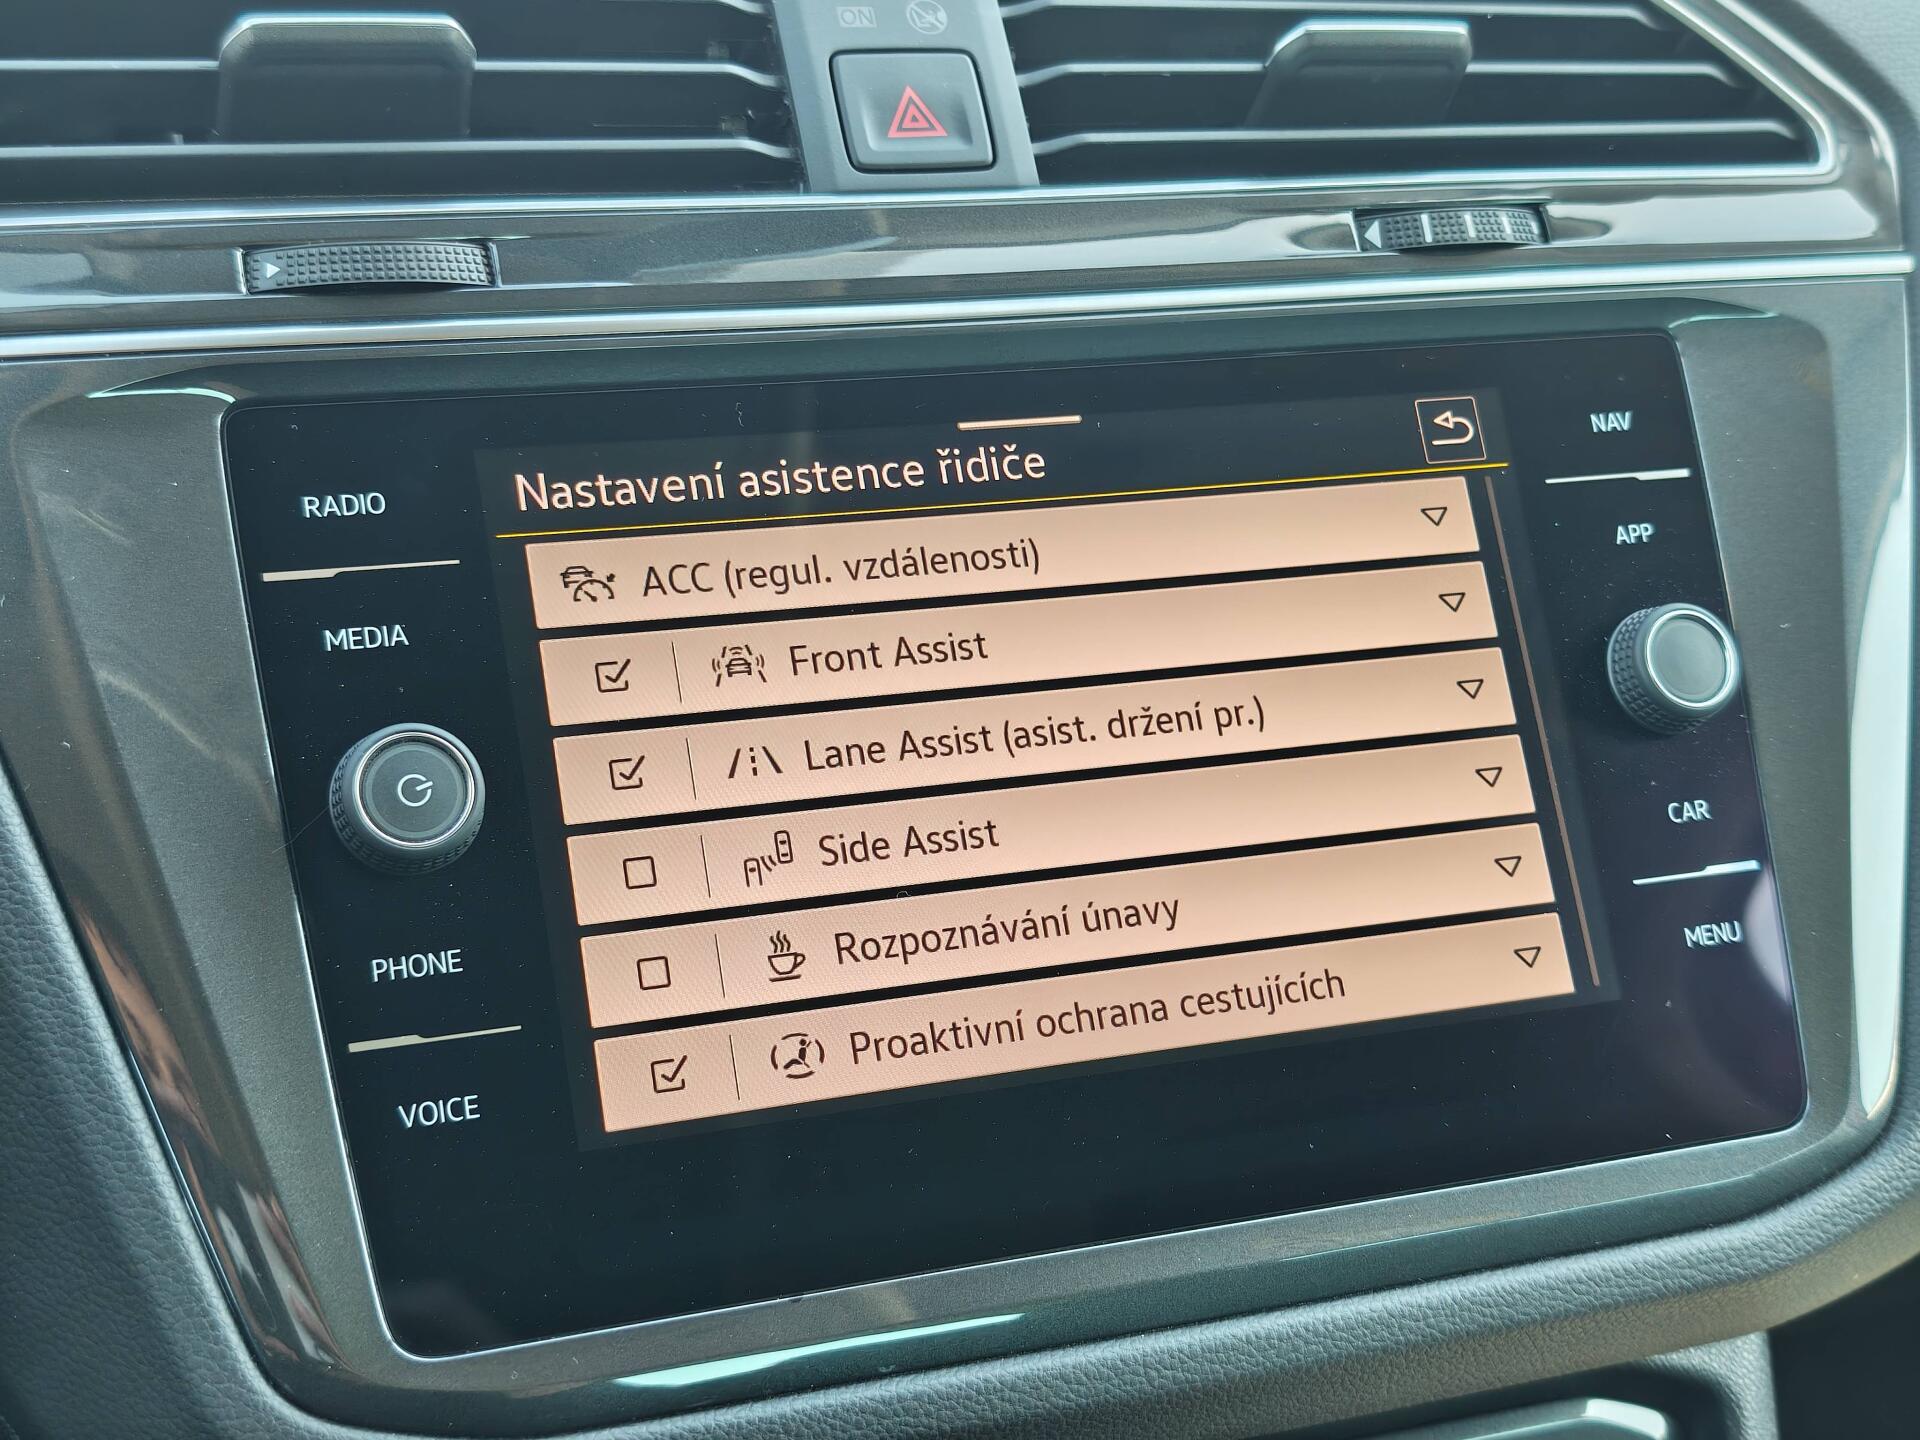 ON
Nastavení asistence řidiče
ACC (regul. vzdálenosti)
Front Assist
Lane Assist (asist. držení pr.)
Side Assist
Rozpoznávání únavy
Proaktivní ochrana cestujících
RADIO
MEDIA
PHONE
VOICE
NAV
APP
CAR
MENU